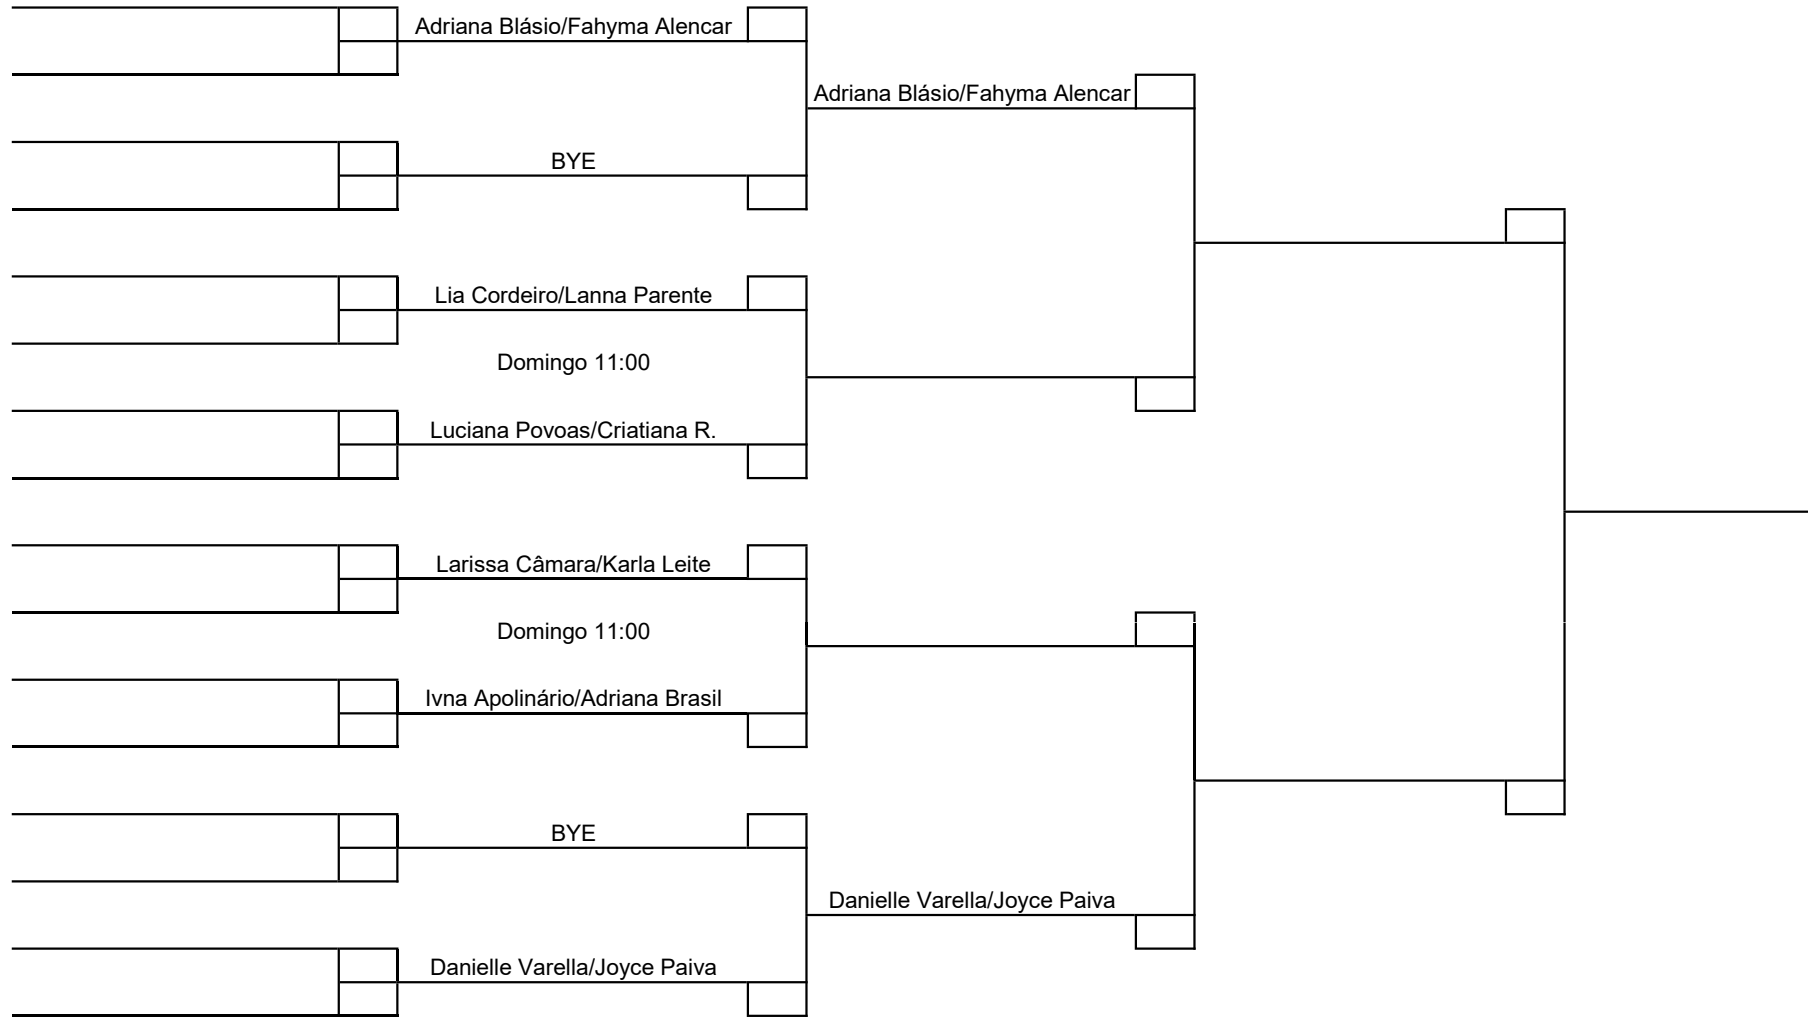 Adriana Blásio/Fahyma Alencar
Adriana Blásio/Fahyma Alencar
BYE
Lia Cordeiro/Lanna Parente
Domingo 11:00
Luciana Povoas/Criatiana R.
Larissa Câmara/Karla Leite
Domingo 11:00
Ivna Apolinário/Adriana Brasil
BYE
Danielle Varella/Joyce Paiva
Danielle Varella/Joyce Paiva